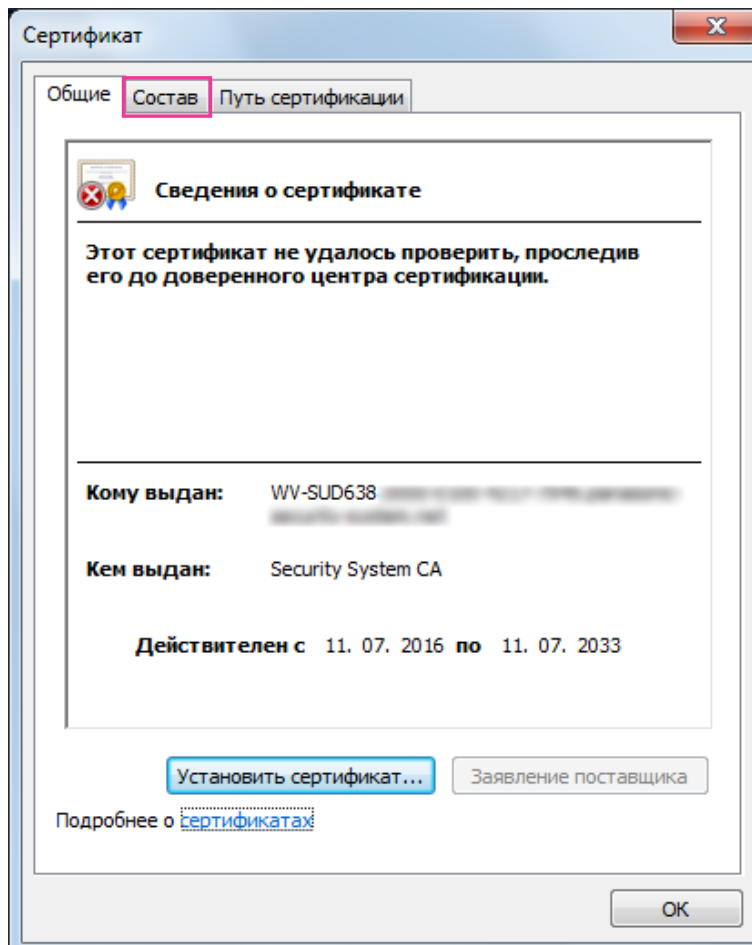 Сертификат
Общие Состав Путь сертификации
Сведения о сертификате
Этот сертификат не удалось проверить, проследив
его до доверенного центра сертификации.
Кому выдан: WV-SUD638
Кем выдан: Security System CA
Действителен с 11. 07. 2016 по 11. 07. 2033
Установить сертификат... Заявление поставщика
Подробнее о сертификатах
ОК